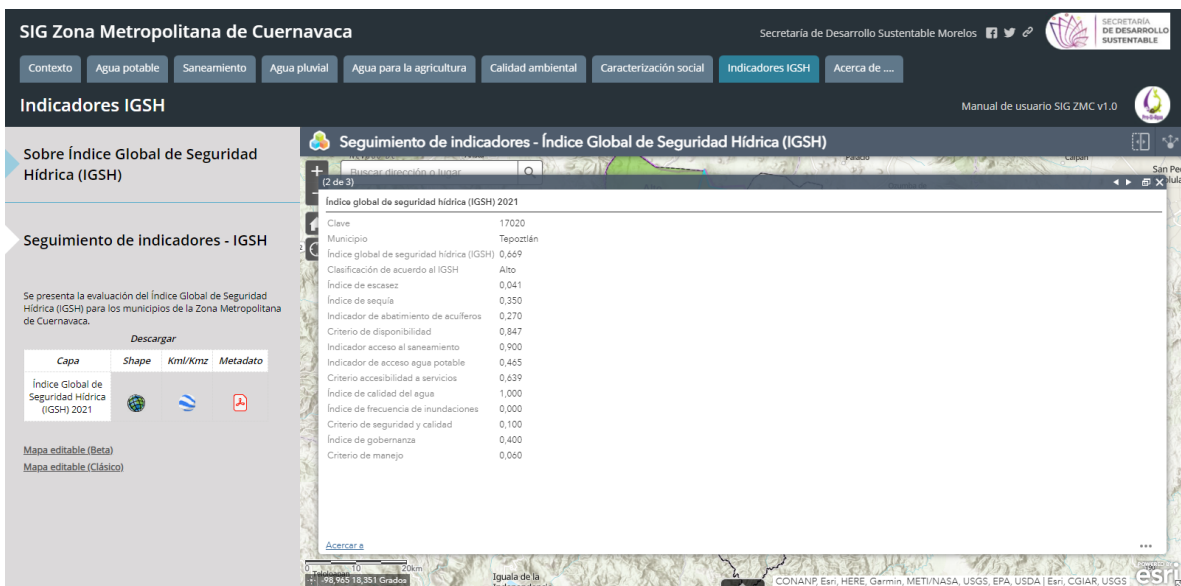 SIG Zona Metropolitana de Cuernavaca
Secretaría de Desarrollo Sustentable Morelos
SECRETARÍA
DE DESARROLLO
SUSTENTABLE
Contexto
Agua potable
Saneamiento
Agua pluvial
Agua para la agricultura
Calidad ambiental
Caracterización social
Indicadores IGSH
Acerca de ....
Indicadores IGSH
Manual de usuario SIG ZMC v1.0
Sobre Índice Global de Seguridad
Hídrica (IGSH)
Seguimiento de indicadores - IGSH
Se presenta la evaluación del Índice Global de Seguridad
Hídrica (IGSH) para los municipios de la Zona Metropolitana
de Cuernavaca.
Descargar
Capa Shape Kml/Kmz Metadato
Índice Global de
Seguridad Hídrica
(IGSH) 2021
Mapa editable (Beta)
Mapa editable (Clásico)
Seguimiento de indicadores - Índice Global de Seguridad Hídrica (IGSH)
Buscar dirección o lugar
Palacio
Calpan
San Pe
(2 de 3)
Índice global de seguridad hídrica (IGSH) 2021
Clave 17020
Municipio Tepoztlán
Índice global de seguridad hídrica (IGSH) 0,669
Clasificación de acuerdo al IGSH Alto
Índice de escasez 0,041
Índice de sequía 0,350
Indicador de abatimiento de acuíferos 0,270
Criterio de disponibilidad 0,847
Indicador acceso al saneamiento 0,900
Indicador de acceso agua potable 0,465
Criterio accesibilidad a servicios 0,639
Índice de calidad del agua 1,000
Índice de frecuencia de inundaciones 0,000
Criterio de seguridad y calidad 0,100
Índice de gobernanza 0,400
Criterio de manejo 0,060
Acercar a
0 10 20km
-98,965 18,351 Grados
Iguala de la
CONANP, Esri, HERE, Garmin, METI/NASA, USGS, EPA, USDA | Esri, CGIAR, USGS
POWERED BY
esri